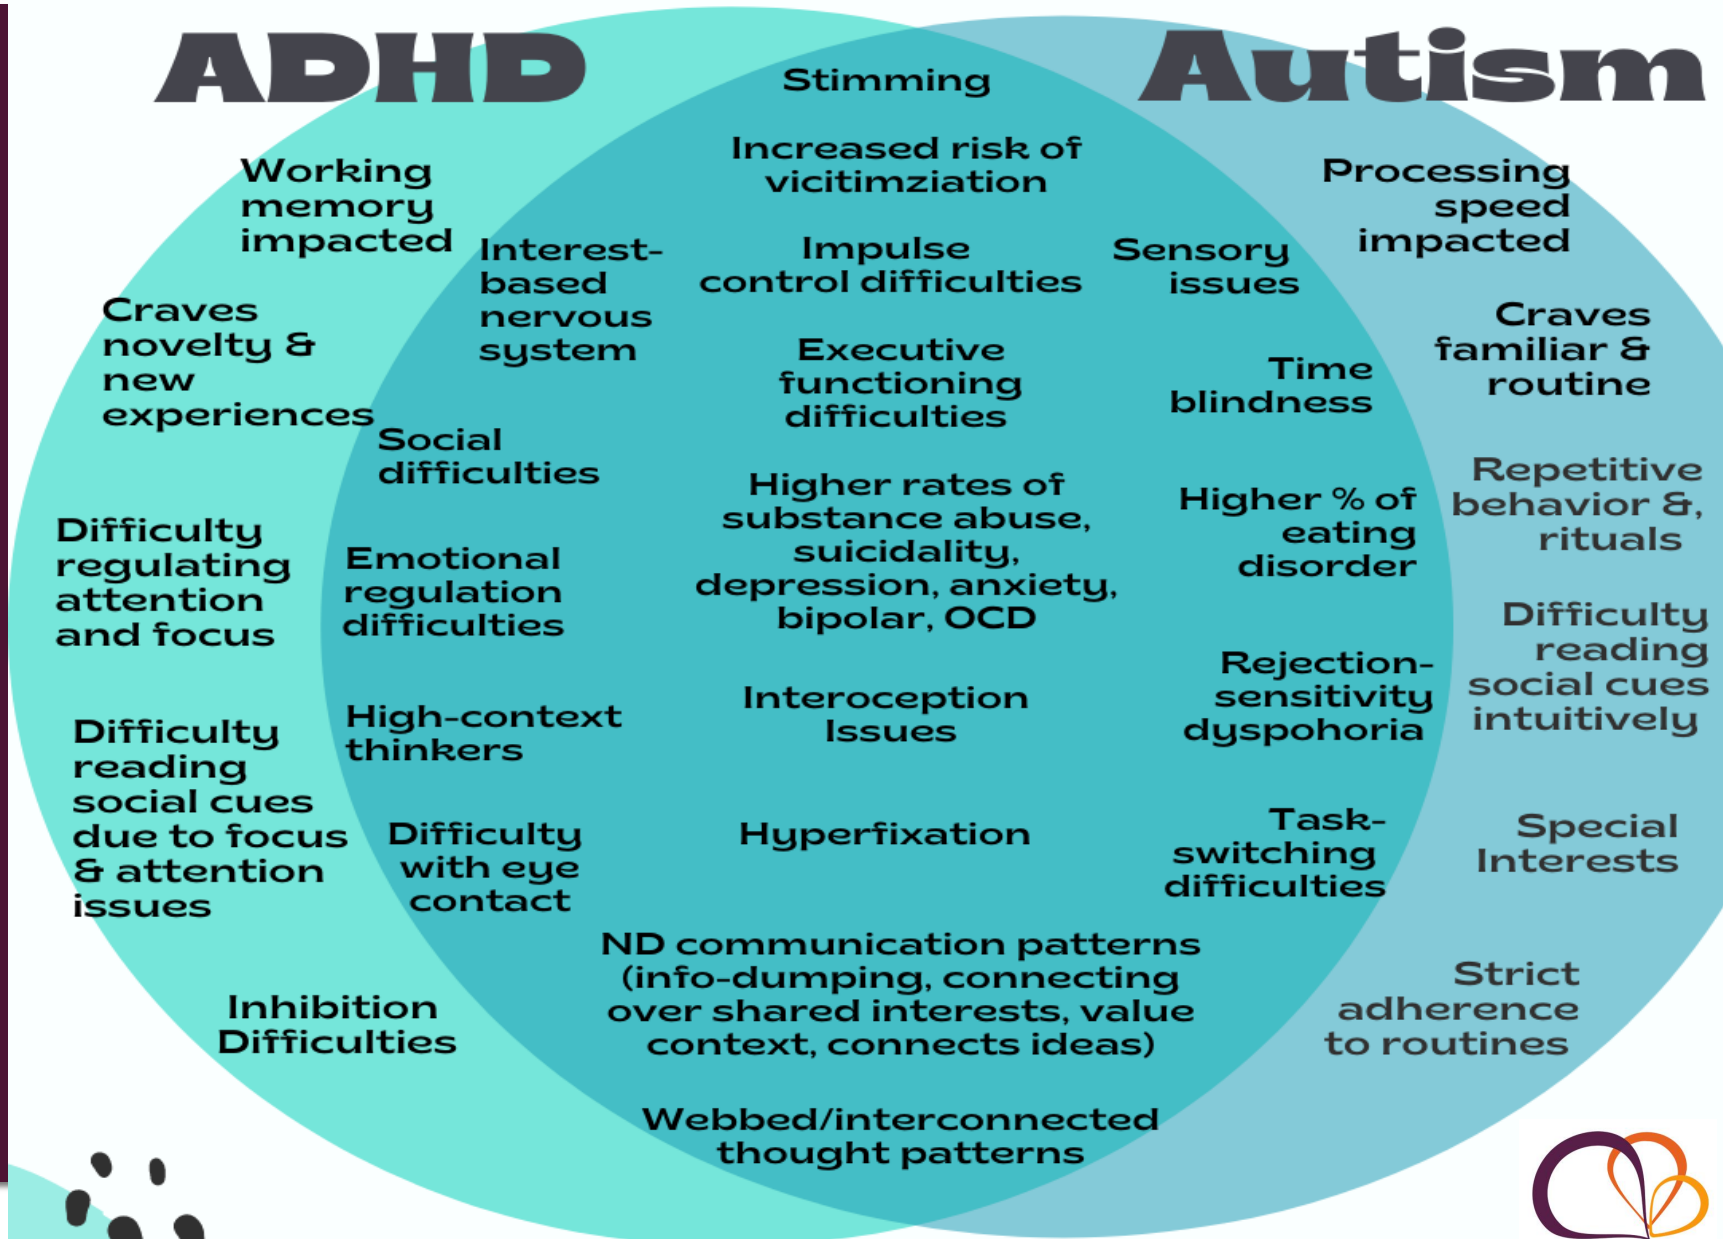 ADHD
Autism
Working
memory
impacted
Craves
novelty &
new
experiences
Difficulty
regulating
attention
and focus
Difficulty
reading
social cues
due to focus
& attention
issues
Inhibition
Difficulties
Stimming
Increased risk of
vicitimziation
Interest-
based
nervous
system
Impulse
control difficulties
Sensory
issues
Executive
functioning
difficulties
Time
blindness
Social
difficulties
Higher rates of
substance abuse,
suicidality,
depression, anxiety,
bipolar, OCD
Higher % of
eating
disorder
Emotional
regulation
difficulties
Rejection-
sensitivity
dyspohoria
High-context
thinkers
Interoception
Issues
Difficulty
with eye
contact
Hyperfixation
Task-
switching
difficulties
ND communication patterns
(info-dumping, connecting
over shared interests, value
context, connects ideas)
Webbed/interconnected
thought patterns
Processing
speed
impacted
Craves
familiar &
routine
Repetitive
behavior &,
rituals
Difficulty
reading
social cues
intuitively
Special
Interests
Strict
adherence
to routines